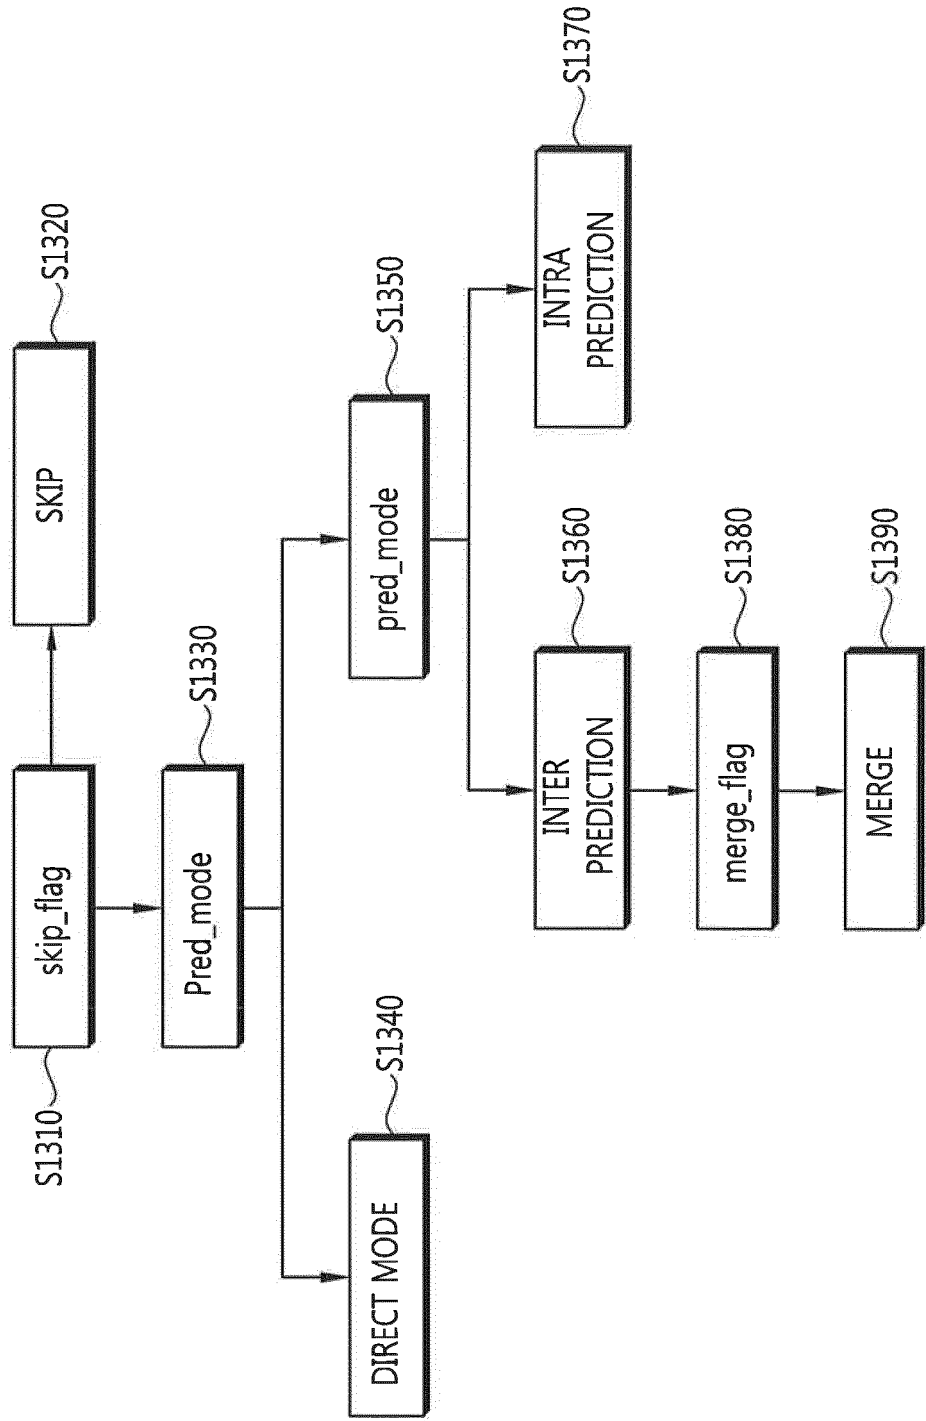 S1310
skip_flag
SKIP
S1320
Pred_mode
S1330
DIRECT MODE
S1340
pred_mode
S1350
INTER
PREDICTION
S1360
INTRA
PREDICTION
S1370
merge_flag
S1380
MERGE
S1390